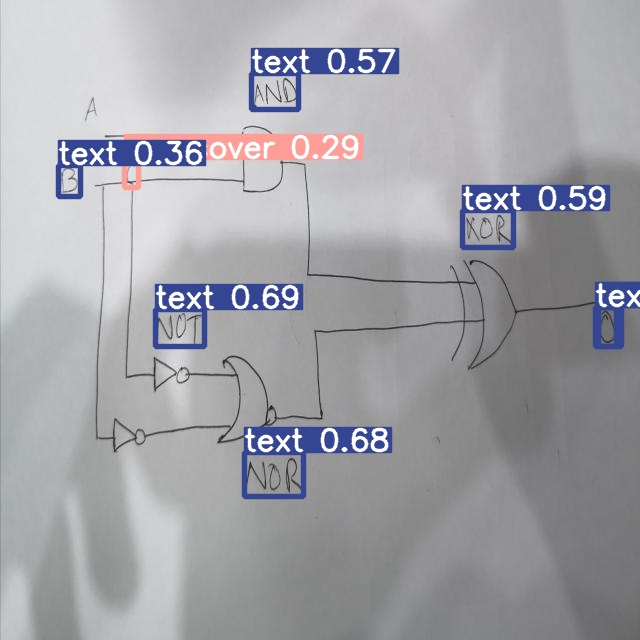 text 0.57
AND
A
text 0.36
over 0.29
B
text 0.59
XOR
text 0.69
tex
NOT
O
text 0.68
NOR